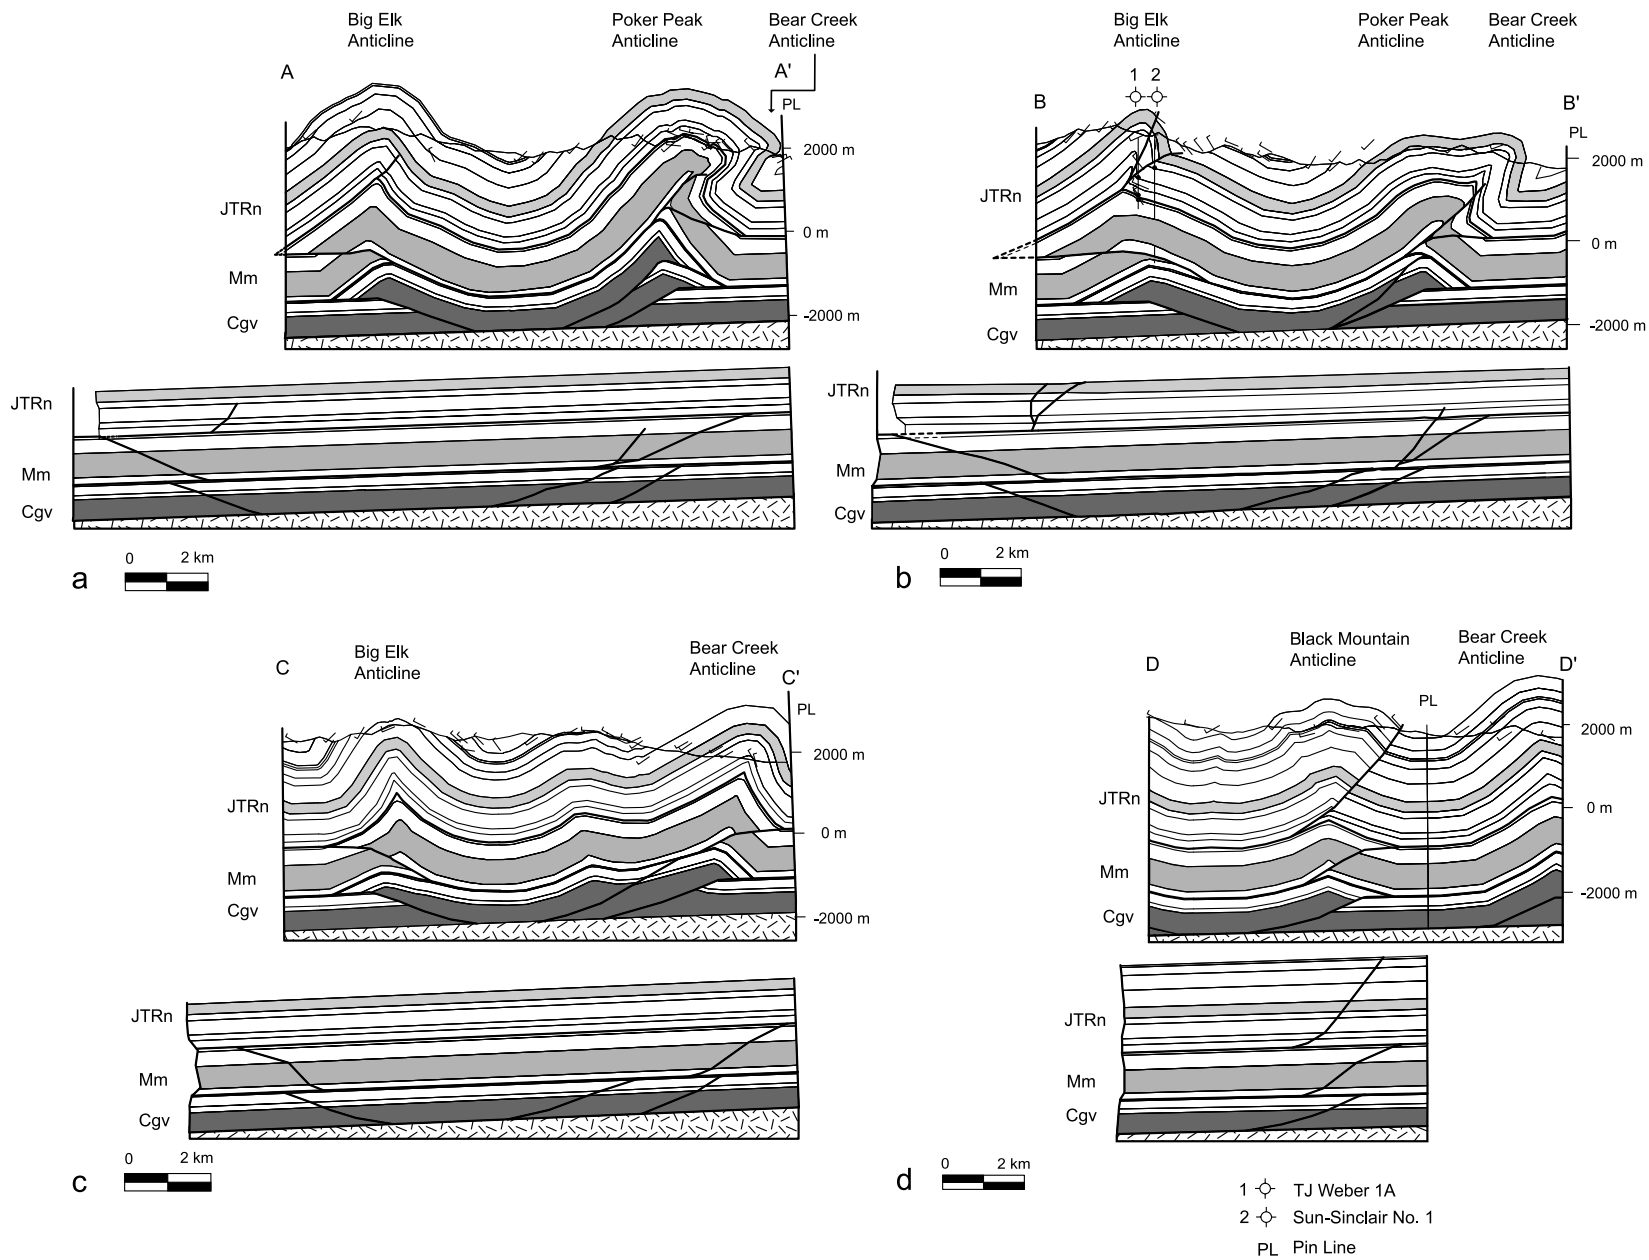 Big Elk
Anticline
Poker Peak
Anticline
Bear Creek
Anticline
A
A'
PL
2000 m
0 m
-2000 m
JTRn
Mm
Cgv
JTRn
Mm
Cgv
0 2 km
a
Big Elk
Anticline
Poker Peak
Anticline
Bear Creek
Anticline
1 2
B
B'
PL
2000 m
0 m
-2000 m
JTRn
Mm
Cgv
JTRn
Mm
Cgv
0 2 km
b
Big Elk
Anticline
Bear Creek
Anticline
C
C'
PL
2000 m
0 m
-2000 m
JTRn
Mm
Cgv
JTRn
Mm
Cgv
0 2 km
c
Black Mountain
Anticline
Bear Creek
Anticline
D
D'
PL
2000 m
0 m
-2000 m
JTRn
Mm
Cgv
JTRn
Mm
Cgv
0 2 km
d
1 TJ Weber 1A
2 Sun-Sinclair No. 1
PL Pin Line